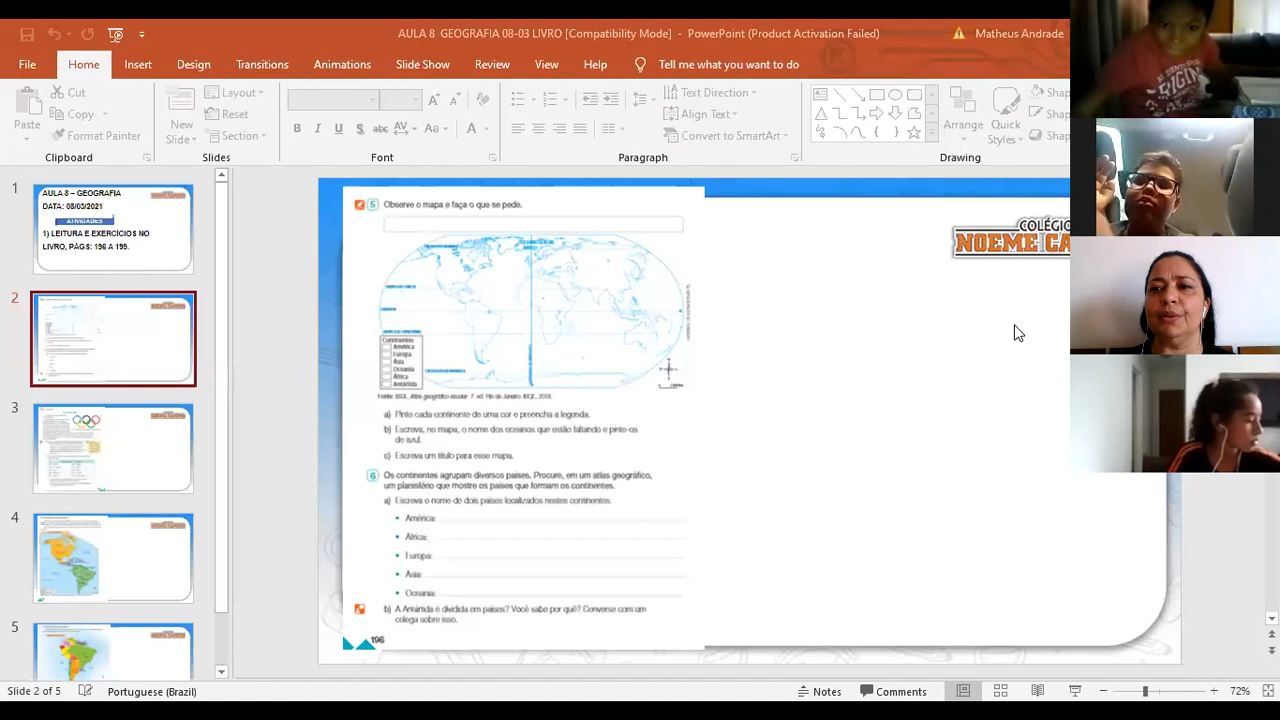 AULA 8 GEOGRAFIA 08-03 LIVRO [Compatibility Mode] - PowerPoint (Product Activation Failed)
Matheus Andrade
File Home Insert Design Transitions Animations Slide Show Review View Help Tell me what you want to do
Paste
Cut
Copy
Format Painter
Clipboard
New Slide
Layout
Reset
Section
Slides
Font
Text Direction
Align Text
Convert to SmartArt
Paragraph
Arrange
Quick Styles
Drawing
1
AULA 8 – GEOGRAFIA
DATA: 08/03/2021
ATIVIDADES
1) LEITURA E EXERCÍCIOS NO
LIVRO, PÁGS: 196 A 199.
2
3
4
5
5 Observe o mapa e faça o que se pede.
Continentes
América
Europa
Ásia
Oceania
África
Antártida
a) Pinte cada continente de uma cor e preencha a legenda.
b) Escreva, no mapa, o nome dos oceanos que estão faltando e pinte-os
de azul.
c) Escreva um título para esse mapa.
6 Os continentes agrupam diversos países. Procure, em um atlas geográfico,
um planisfério que mostre os países que formam os continentes.
a) Escreva o nome de dois países localizados nestes continentes.
• América:
• África:
• Europa:
• Ásia:
• Oceania:
b) A Antártida é dividida em países? Você sabe por quê? Converse com um
colega sobre isso.
196
COLÉGIO
NOEME CA
Slide 2 of 5
Portuguese (Brazil)
Notes
Comments
72%